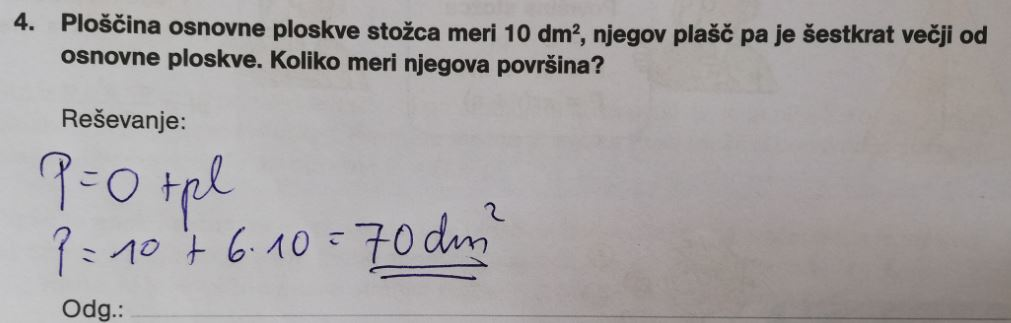 4. Ploščina osnovne ploskve stožca meri 10 dm², njegov plašč pa je šestkrat večji od
osnovne ploskve. Koliko meri njegova površina?
Reševanje:
P = O + pl
P = 10 + 6 · 10 = 70 dm²
Odg.: